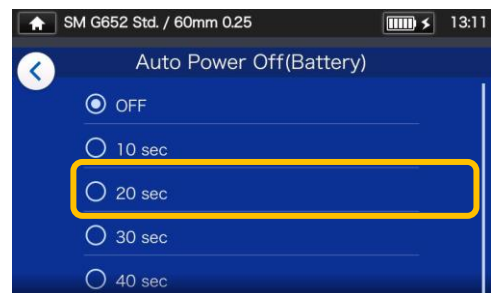 SM G652 Std. / 60mm 0.25 13:11
Auto Power Off(Battery)
OFF
10 sec
20 sec
30 sec
40 sec